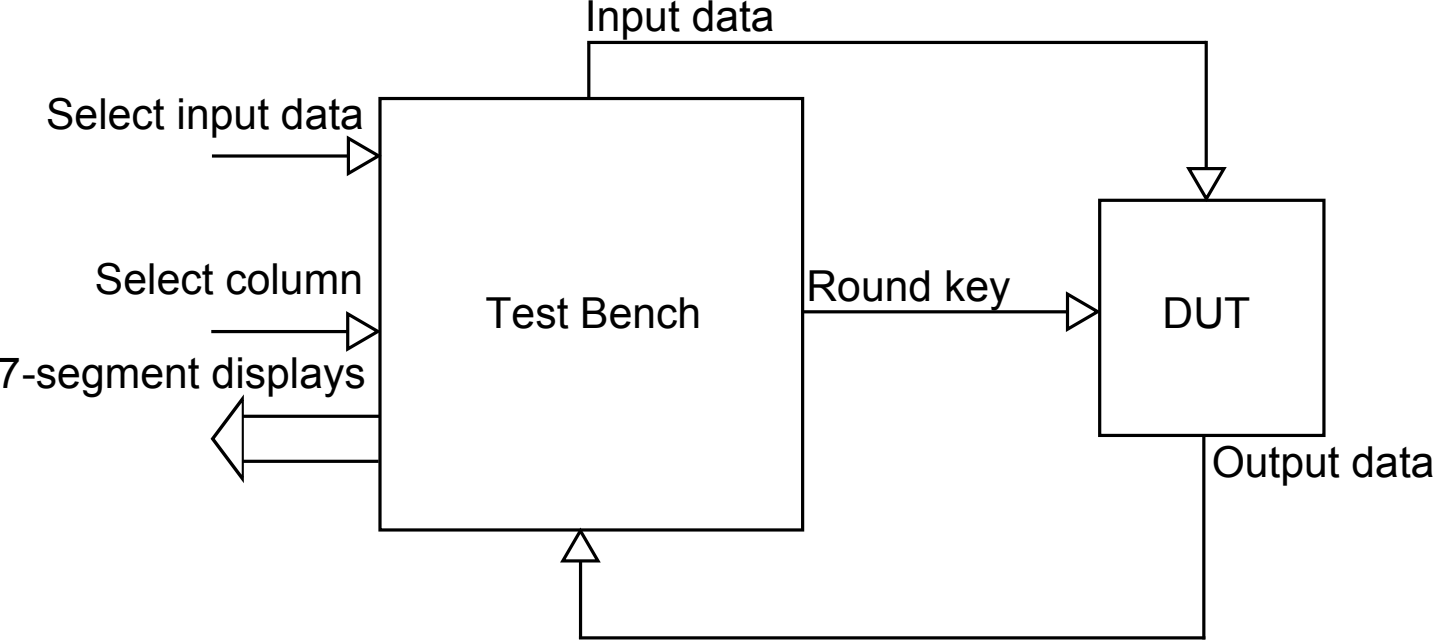 Input data
Select input data
Select column
Round key
Test Bench
DUT
7-segment displays
Output data